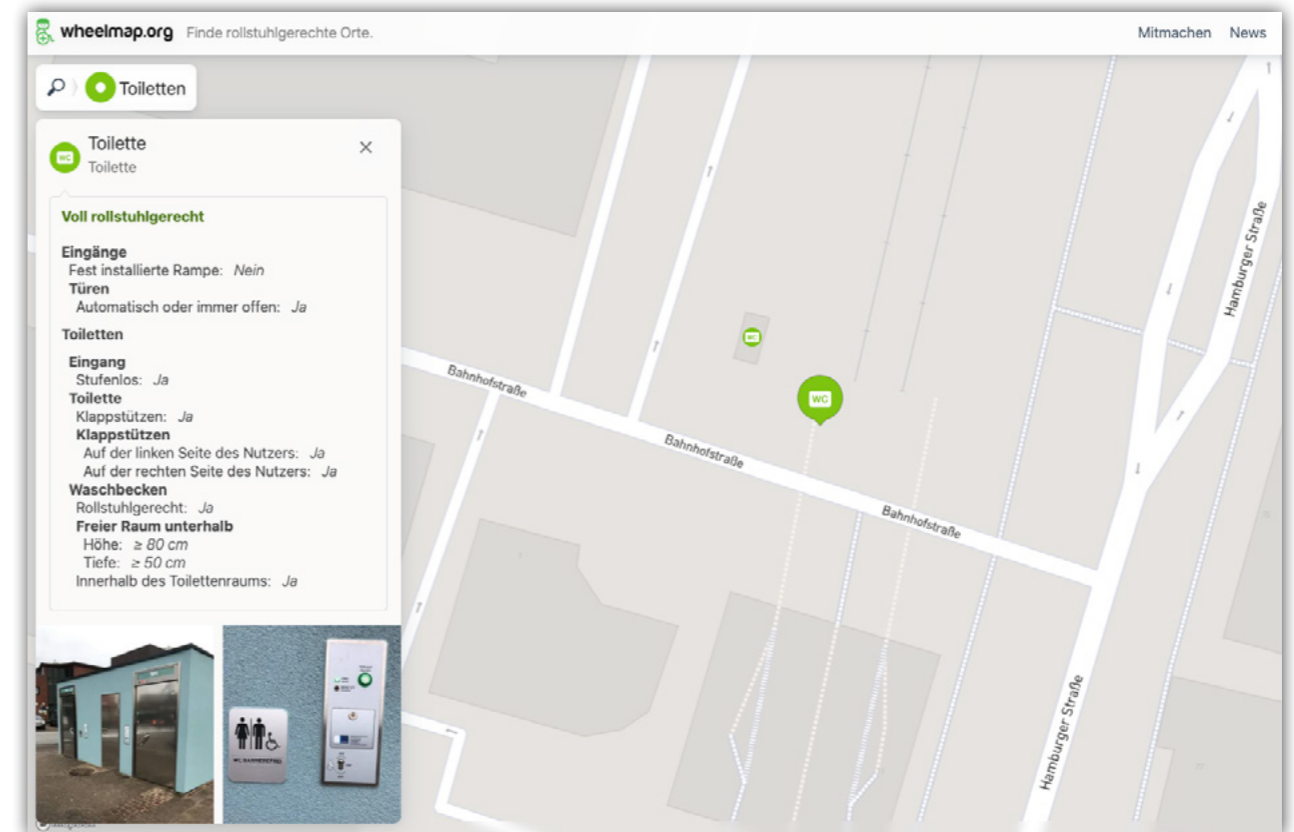 wheelmap.org Finde rollstuhlgerechte Orte.
Mitmachen News
Toiletten
WC
Toilette
Toilette
Voll rollstuhlgerecht
Eingänge
Fest installierte Rampe: Nein
Türen
Automatisch oder immer offen: Ja
Toiletten
Eingang
Stufenlos: Ja
Toilette
Klappstützen: Ja
Klappstützen
Auf der linken Seite des Nutzers: Ja
Auf der rechten Seite des Nutzers: Ja
Waschbecken
Rollstuhlgerecht: Ja
Freier Raum unterhalb
Höhe: ≥ 80 cm
Tiefe: ≥ 50 cm
Innerhalb des Toilettenraums: Ja
WC BARRIEREFREI
WC
WC
Bahnhofstraße
Bahnhofstraße
Bahnhofstraße
Hamburger Straße
Hamburger Straße